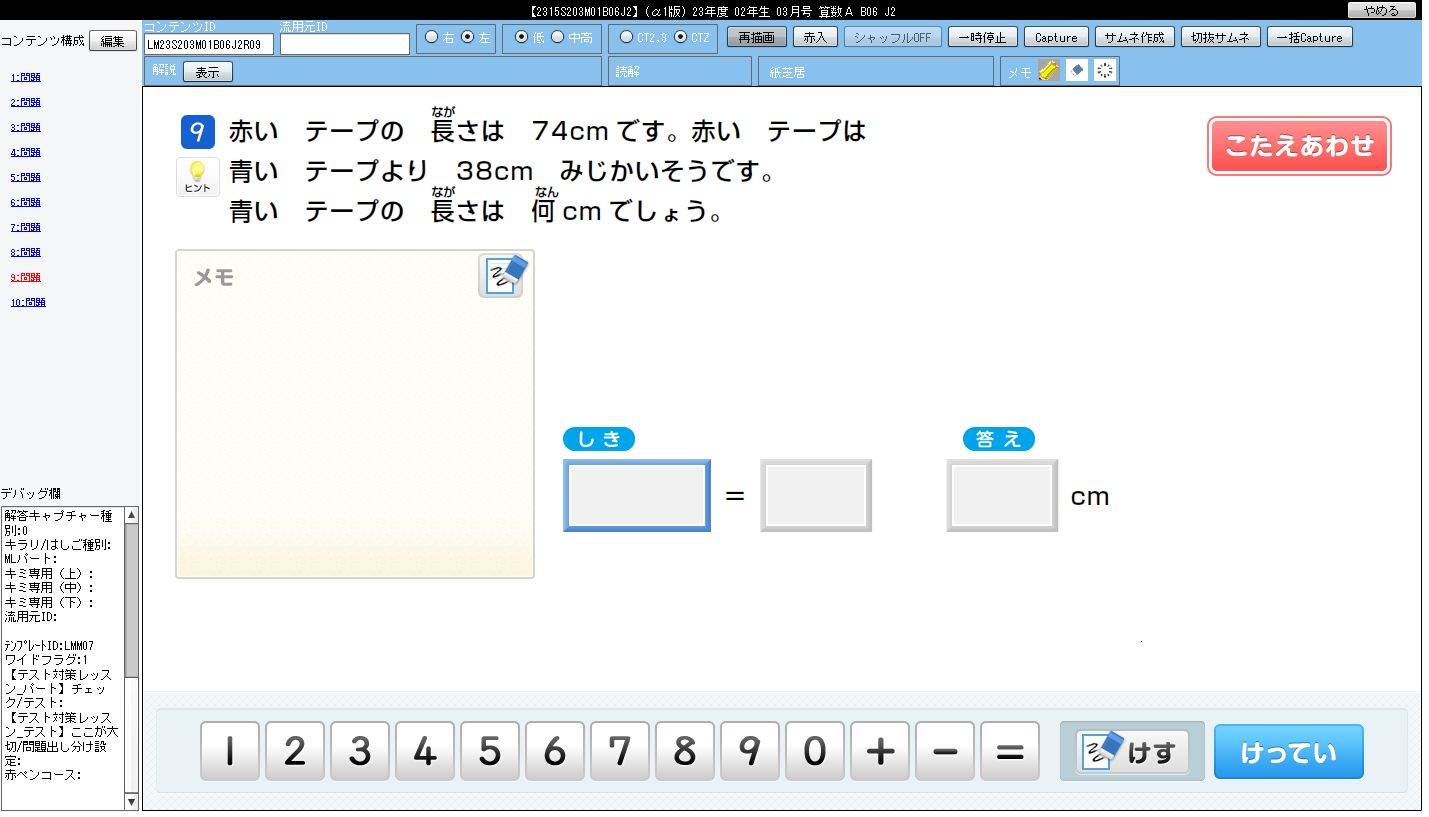 【2315S203M01B06J2】(α1版) 23年度 02年生 03月号 算数A B06 J2
やめる
コンテンツ構成
編集
コンテンツID
流用元ID
LM23S203M01B06J2R09
右 左
低 中高
CT2,3 CTZ
再描画
赤入
シャッフルOFF
一時停止
Capture
サムネ作成
切抜サムネ
一括Capture
解説
表示
読解
紙芝居
メモ
1:問題
2:問題
3:問題
4:問題
5:問題
6:問題
7:問題
8:問題
9:問題
10:問題
デバッグ欄
解答キャプチャー種
別:0
キラリ/はしご種別:
MLパート:
キミ専用（上）:
キミ専用（中）:
キミ専用（下）:
流用元ID:
ﾃﾝﾌﾟﾚｰﾄID:LMM07
ワイドフラグ:1
【テスト対策レッス
ン_パート】チェッ
ク/テスト:
【テスト対策レッス
ン_テスト】ここが大
切/問題出し分け設
定:
赤ペンコース:
なが
9 赤い テープの 長さは 74cmです。赤い テープは
ヒント
青い テープより 38cm みじかいそうです。
なが なん
青い テープの 長さは 何cmでしょう。
こたえあわせ
メモ
しき
答え
=
cm
1 2 3 4 5 6 7 8 9 0 + − =
けす
けってい